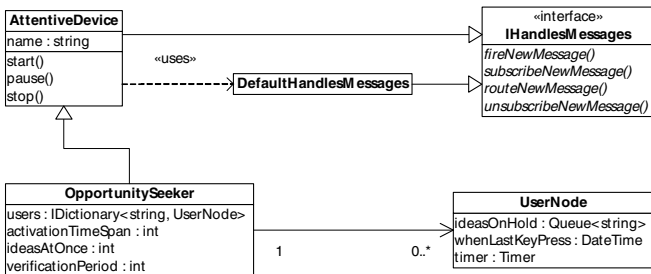 AttentiveDevice
name : string
start()
pause()
stop()
«uses»
DefaultHandlesMessages
«interface»
IHandlesMessages
fireNewMessage()
subscribeNewMessage()
routeNewMessage()
unsubscribeNewMessage()
OpportunitySeeker
users : IDictionary<string, UserNode>
activationTimeSpan : int
ideasAtOnce : int
verificationPeriod : int
1
0..*
UserNode
ideasOnHold : Queue<string>
whenLastKeyPress : DateTime
timer : Timer